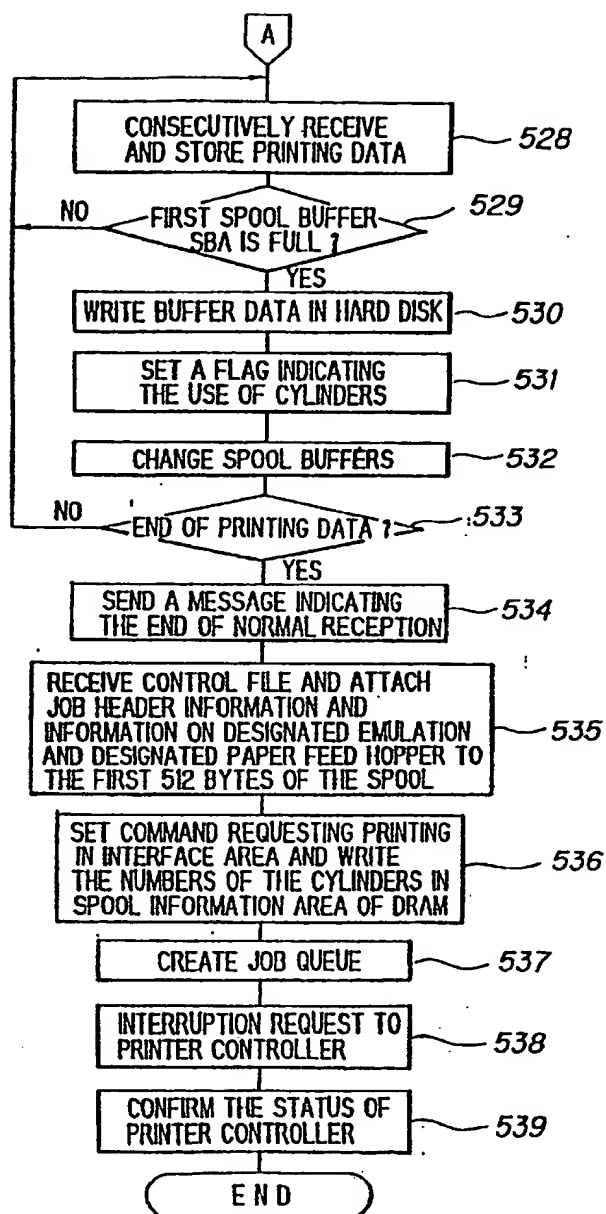 A
CONSECUTIVELY RECEIVE
AND STORE PRINTING DATA
528
NO
FIRST SPOOL BUFFER
SBA IS FULL ?
529
YES
WRITE BUFFER DATA IN HARD DISK
530
SET A FLAG INDICATING
THE USE OF CYLINDERS
531
CHANGE SPOOL BUFFERS
532
NO
END OF PRINTING DATA ?
533
YES
SEND A MESSAGE INDICATING
THE END OF NORMAL RECEPTION
534
RECEIVE CONTROL FILE AND ATTACH
JOB HEADER INFORMATION AND
INFORMATION ON DESIGNATED EMULATION
AND DESIGNATED PAPER FEED HOPPER TO
THE FIRST 512 BYTES OF THE SPOOL
535
SET COMMAND REQUESTING PRINTING
IN INTERFACE AREA AND WRITE
THE NUMBERS OF THE CYLINDERS IN
SPOOL INFORMATION AREA OF DRAM
536
CREATE JOB QUEUE
537
INTERRUPTION REQUEST TO
PRINTER CONTROLLER
538
CONFIRM THE STATUS OF
PRINTER CONTROLLER
539
END